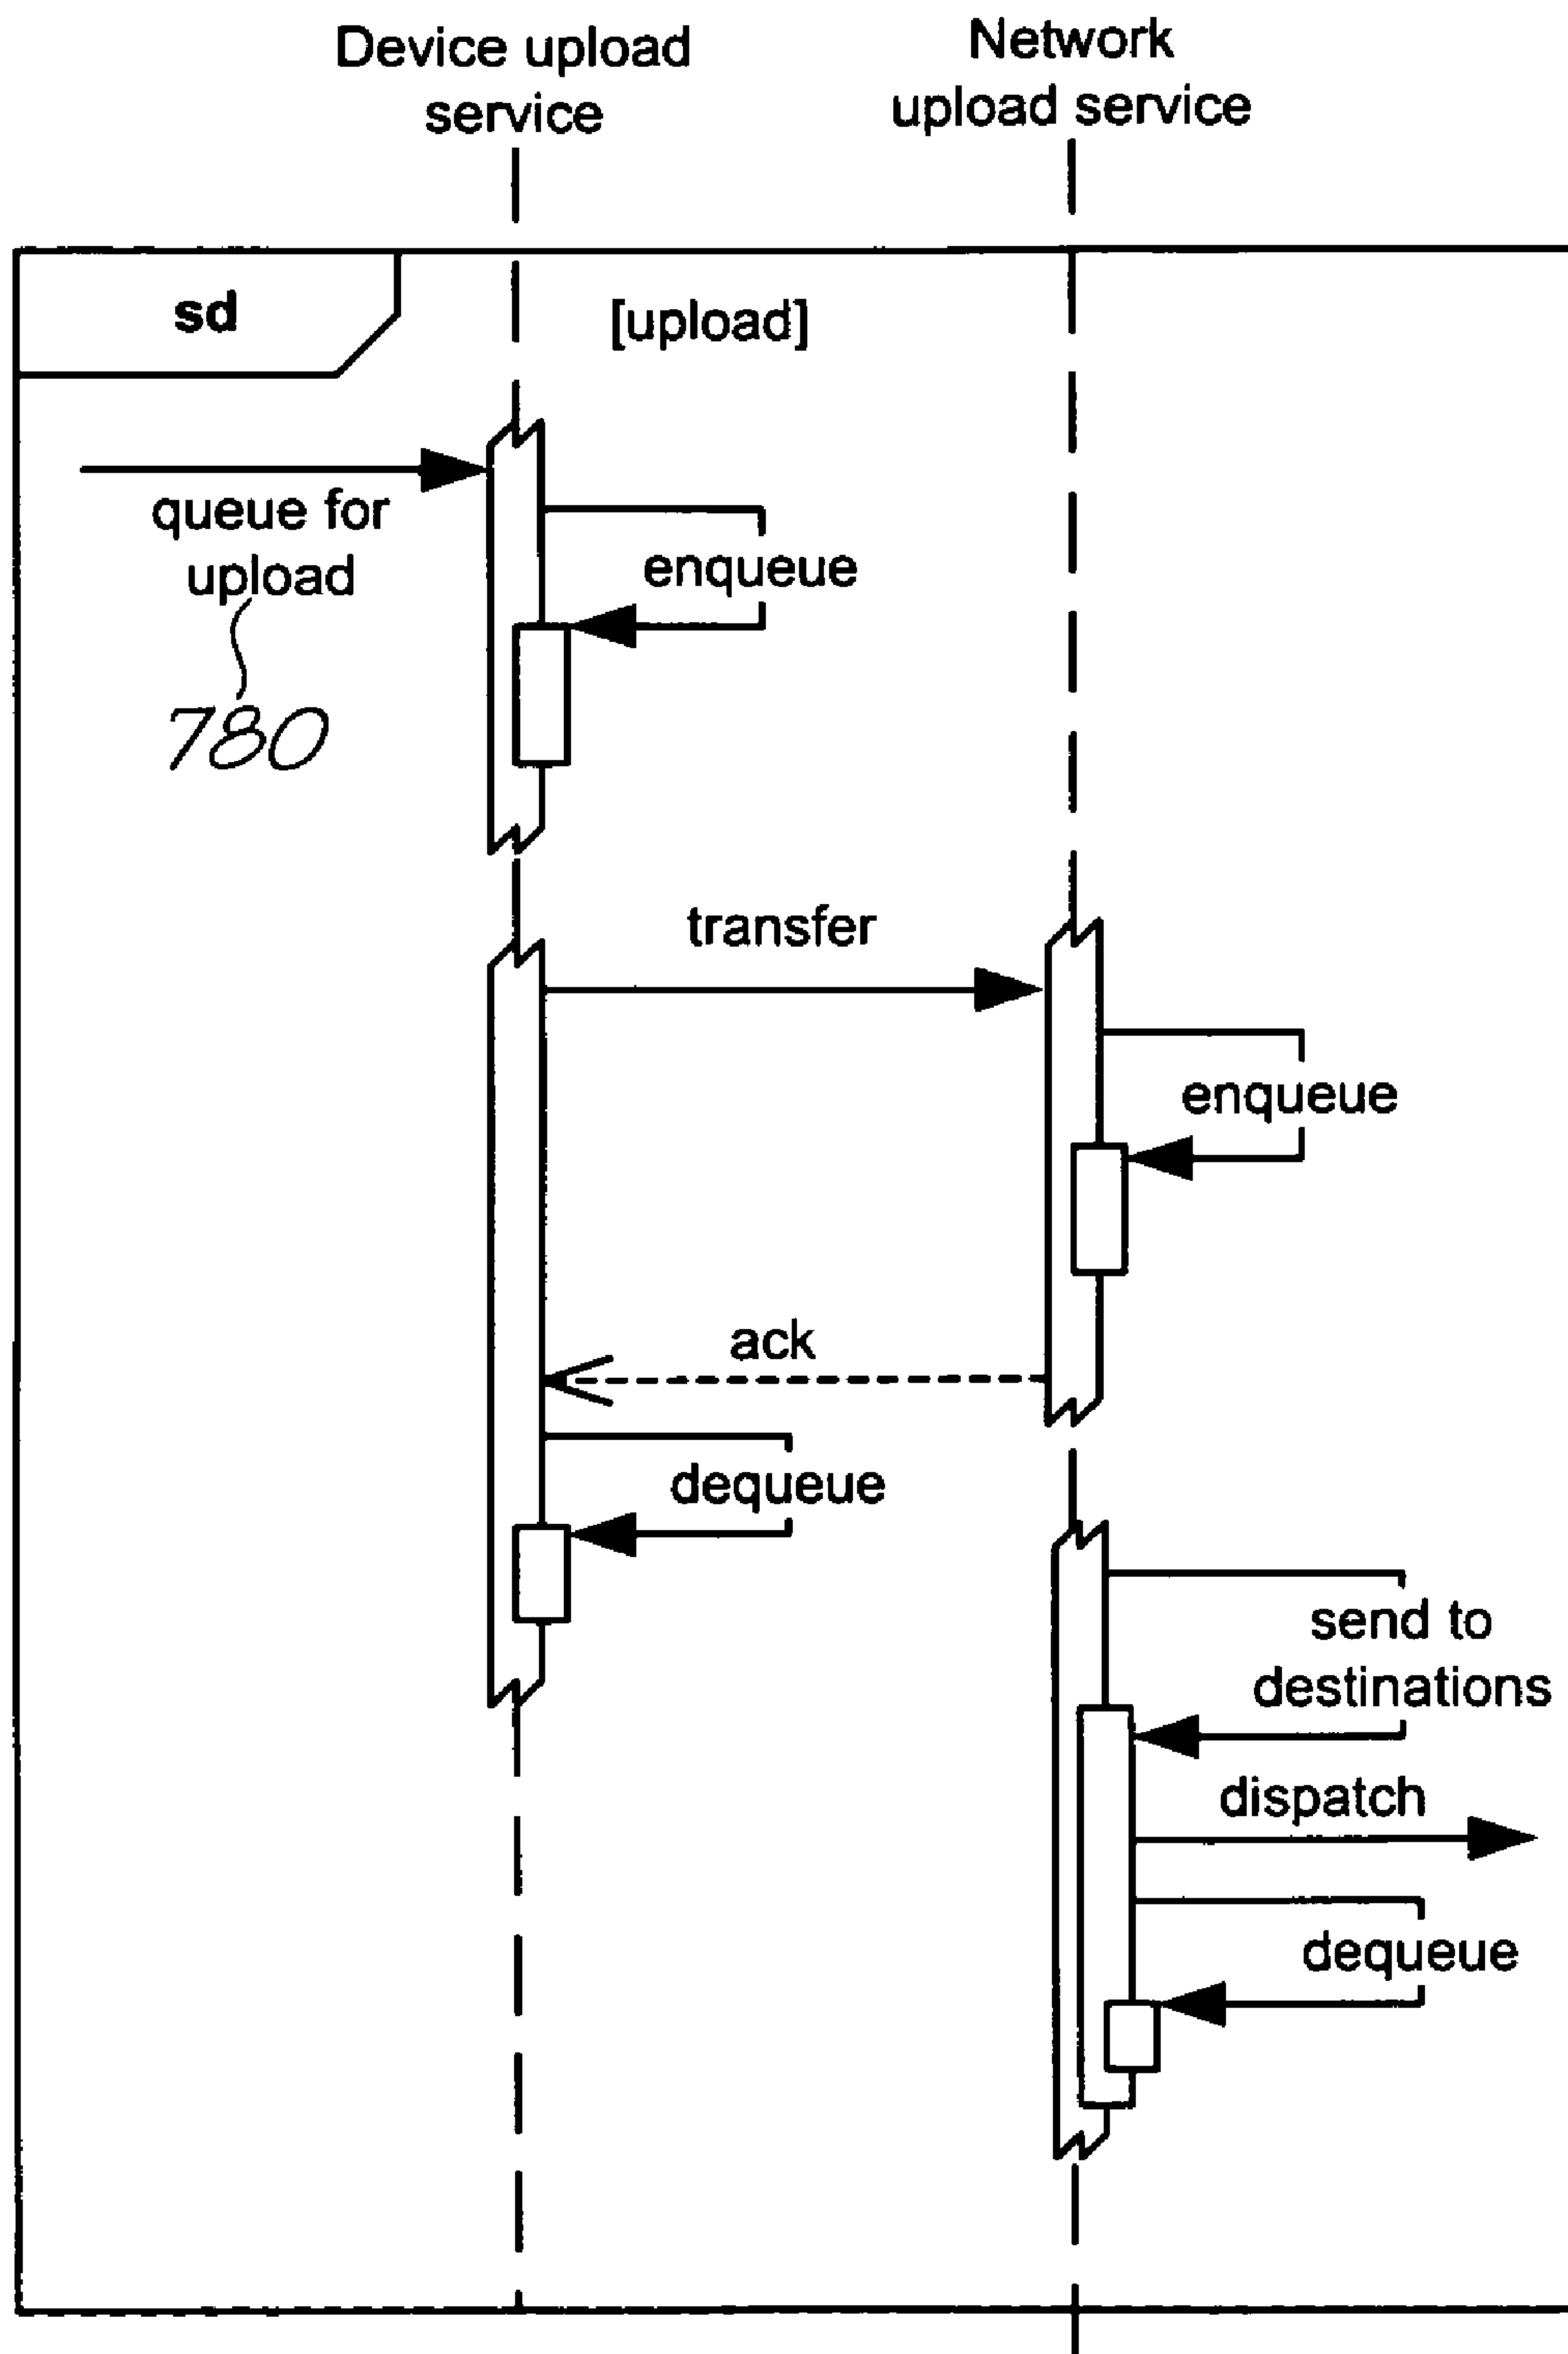 Device upload
service
Network
upload service
sd
[upload]
queue for
upload
780
enqueue
transfer
enqueue
ack
dequeue
send to
destinations
dispatch
dequeue